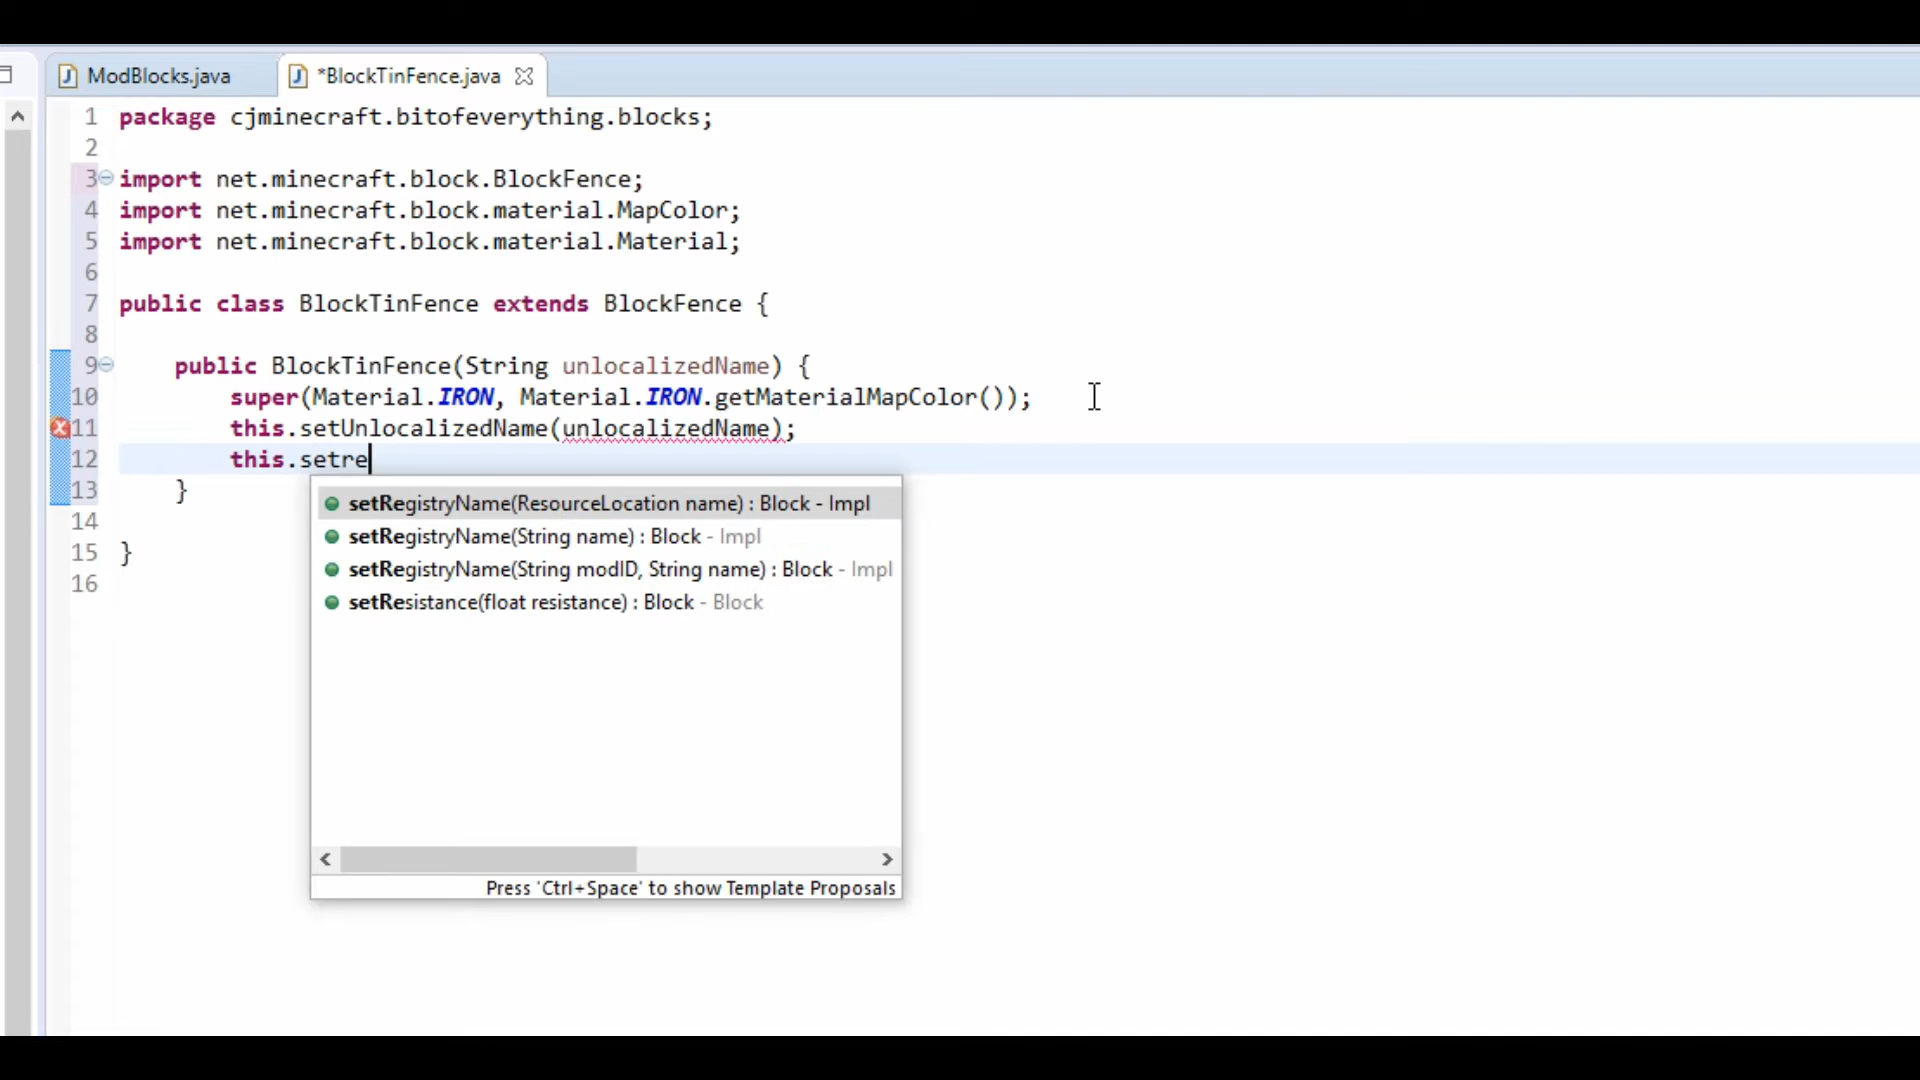 ModBlocks.java
*BlockTinFence.java
1 package cjminecraft.bitofeverything.blocks;
2
3 import net.minecraft.block.BlockFence;
4 import net.minecraft.block.material.MapColor;
5 import net.minecraft.block.material.Material;
6
7 public class BlockTinFence extends BlockFence {
8
9 public BlockTinFence(String unlocalizedName) {
10 super(Material.IRON, Material.IRON.getMaterialMapColor());
11 this.setUnlocalizedName(unlocalizedName);
12 this.setre
13 }
14
15 }
16
setRegistryName(ResourceLocation name) : Block - Impl
setRegistryName(String name) : Block - Impl
setRegistryName(String modID, String name) : Block - Impl
setResistance(float resistance) : Block - Block
Press 'Ctrl+Space' to show Template Proposals